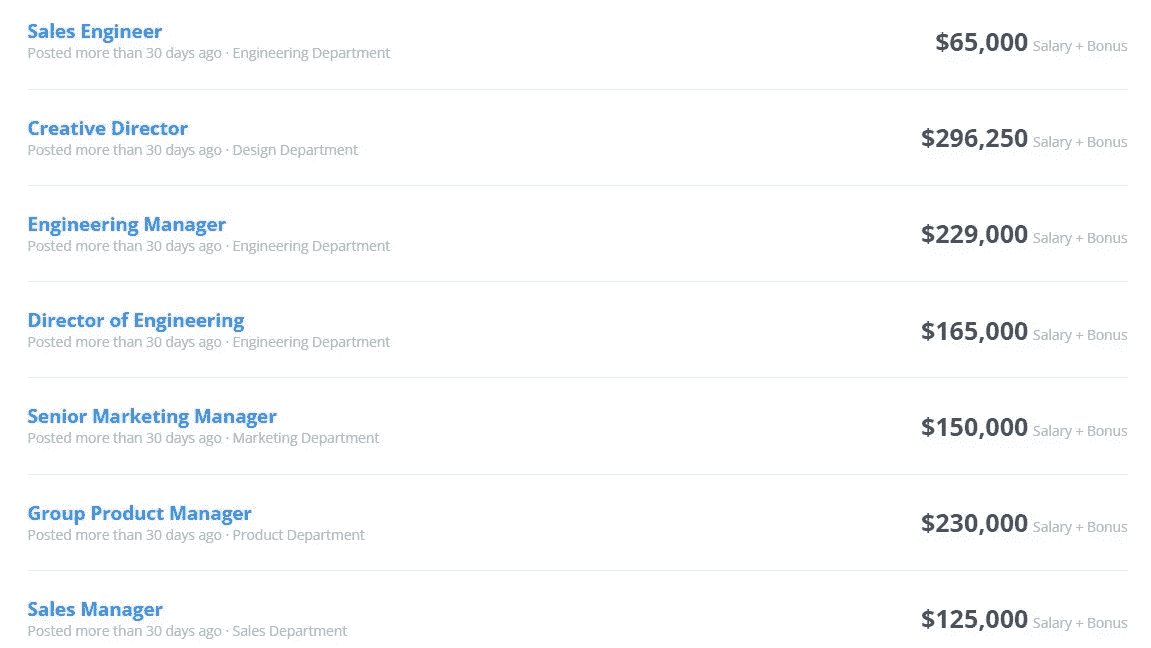 Sales Engineer
$65,000 Salary + Bonus
Posted more than 30 days ago · Engineering Department
Creative Director
$296,250 Salary + Bonus
Posted more than 30 days ago · Design Department
Engineering Manager
$229,000 Salary + Bonus
Posted more than 30 days ago · Engineering Department
Director of Engineering
$165,000 Salary + Bonus
Posted more than 30 days ago · Engineering Department
Senior Marketing Manager
$150,000 Salary + Bonus
Posted more than 30 days ago · Marketing Department
Group Product Manager
$230,000 Salary + Bonus
Posted more than 30 days ago · Product Department
Sales Manager
$125,000 Salary + Bonus
Posted more than 30 days ago · Sales Department